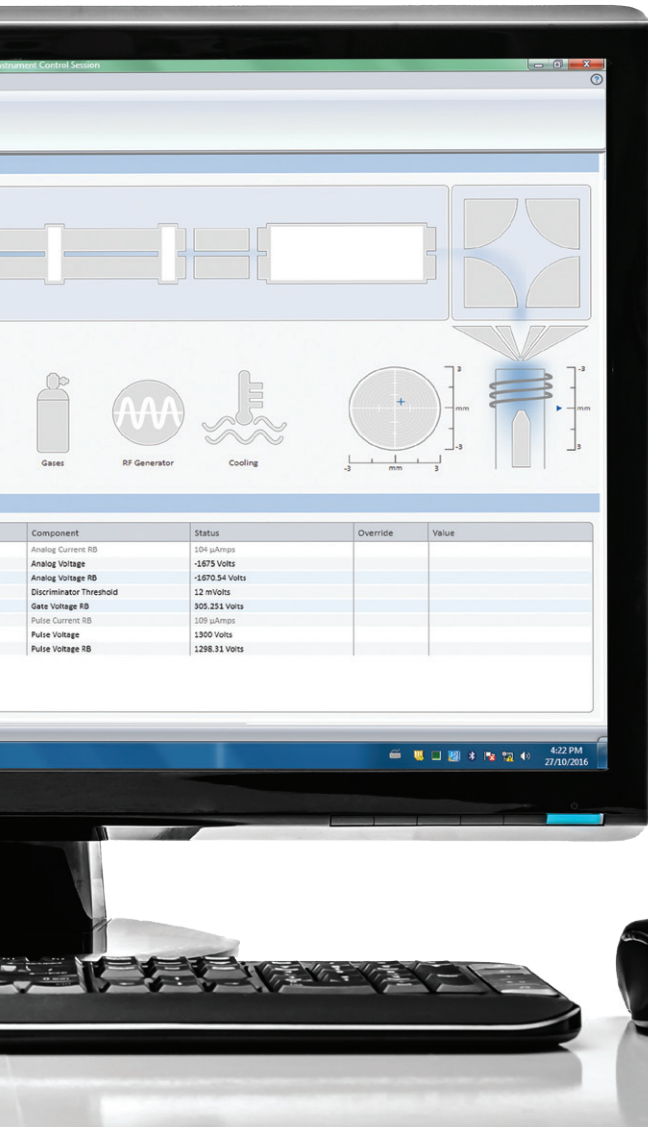 nstrument Control Session
3
-3
mm
mm
-3
3
Gases
RF Generator
Cooling
-3
mm
3
Component Status Override Value
Analog Current RB 104 µAmps
Analog Voltage -1675 Volts
Analog Voltage RB -1670.54 Volts
Discriminator Threshold 12 mVolts
Gate Voltage RB 305.251 Volts
Pulse Current RB 109 µAmps
Pulse Voltage 1300 Volts
Pulse Voltage RB 1298.31 Volts
4:22 PM
27/10/2016